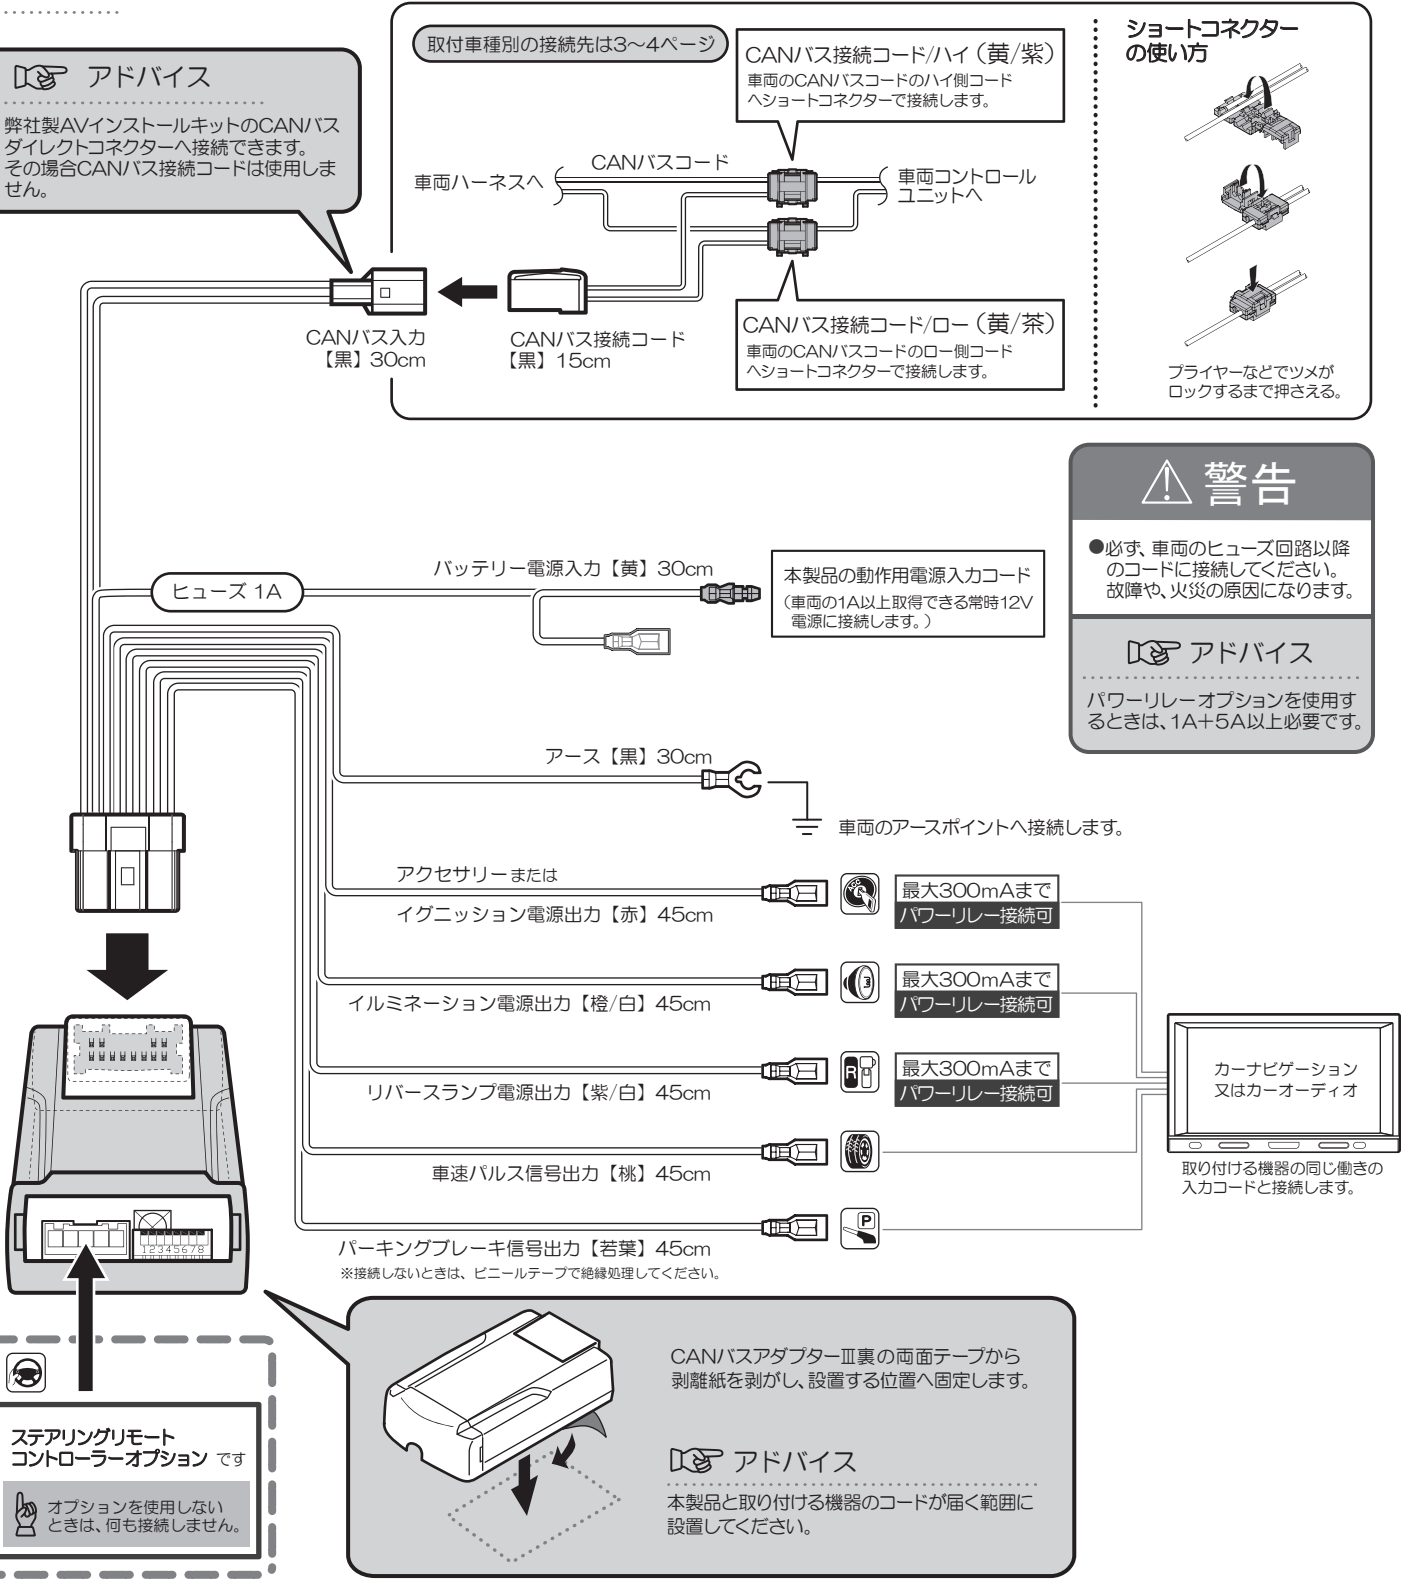 アドバイス
弊社製AVインストールキットのCANバス
ダイレクトコネクターへ接続できます。
その場合CANバス接続コードは使用しま
せん。
取付車種別の接続先は3〜4ページ
CANバス接続コード/ハイ（黄/紫）
車両のCANバスコードのハイ側コード
へショートコネクターで接続します。
ショートコネクター
の使い方
CANバスコード
車両ハーネスへ
車両コントロール
ユニットへ
CANバス入力
【黒】30cm
CANバス接続コード
【黒】15cm
CANバス接続コード/ロー（黄/茶）
車両のCANバスコードのロー側コード
へショートコネクターで接続します。
プライヤーなどでツメが
ロックするまで押さえる。
警告
●必ず、車両のヒューズ回路以降
のコードに接続してください。
故障や、火災の原因になります。
アドバイス
パワーリレーオプションを使用す
るときは、1A＋5A以上必要です。
ヒューズ 1A
バッテリー電源入力【黄】30cm
本製品の動作用電源入力コード
（車両の1A以上取得できる常時12V
電源に接続します。）
アース【黒】30cm
車両のアースポイントへ接続します。
アクセサリーまたは
イグニッション電源出力【赤】45cm
ACC
最大300mAまで
パワーリレー接続可
イルミネーション電源出力【橙/白】45cm
最大300mAまで
パワーリレー接続可
リバースランプ電源出力【紫/白】45cm
R
最大300mAまで
パワーリレー接続可
車速パルス信号出力【桃】45cm
パーキングブレーキ信号出力【若葉】45cm
※接続しないときは、ビニールテープで絶縁処理してください。
P
カーナビゲーション
又はカーオーディオ
取り付ける機器の同じ働きの
入力コードと接続します。
12345678
ステアリングリモート
コントローラーオプション です
オプションを使用しない
ときは、何も接続しません。
CANバスアダプターⅢ裏の両面テープから
剥離紙を剥がし、設置する位置へ固定します。
アドバイス
本製品と取り付ける機器のコードが届く範囲に
設置してください。